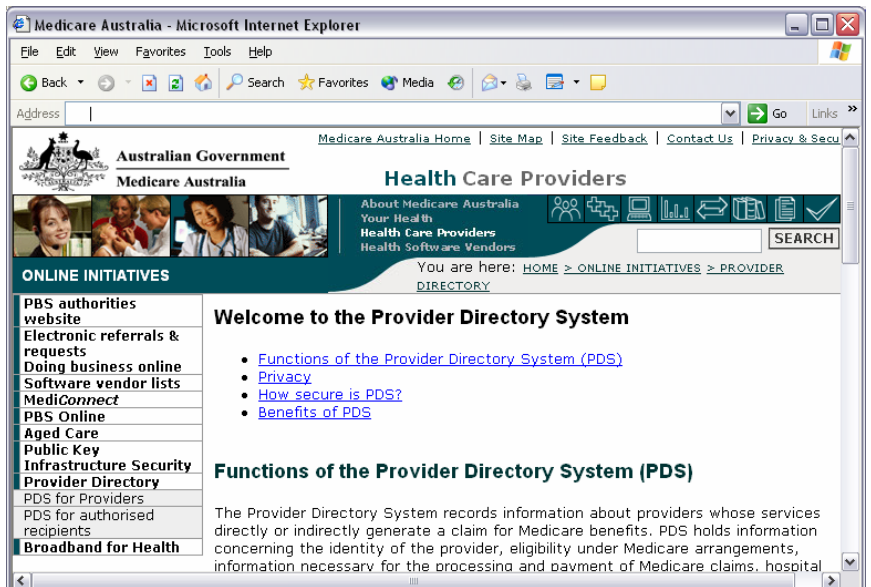 Medicare Australia - Microsoft Internet Explorer
File Edit View Favorites Tools Help
Back Search Favorites Media
Address Go Links »
Medicare Australia Home | Site Map | Site Feedback | Contact Us | Privacy & Secu
Australian Government
Medicare Australia
Health Care Providers
About Medicare Australia
Your Health
Health Care Providers
Health Software Vendors
SEARCH
ONLINE INITIATIVES
You are here: HOME > ONLINE INITIATIVES > PROVIDER
DIRECTORY
PBS authorities
website
Electronic referrals &
requests
Doing business online
Software vendor lists
MediConnect
PBS Online
Aged Care
Public Key
Infrastructure Security
Provider Directory
PDS for Providers
PDS for authorised
recipients
Broadband for Health
Welcome to the Provider Directory System
• Functions of the Provider Directory System (PDS)
• Privacy
• How secure is PDS?
• Benefits of PDS
Functions of the Provider Directory System (PDS)
The Provider Directory System records information about providers whose services
directly or indirectly generate a claim for Medicare benefits. PDS holds information
concerning the identity of the provider, eligibility under Medicare arrangements,
information necessary for the processing and payment of Medicare claims, hospital